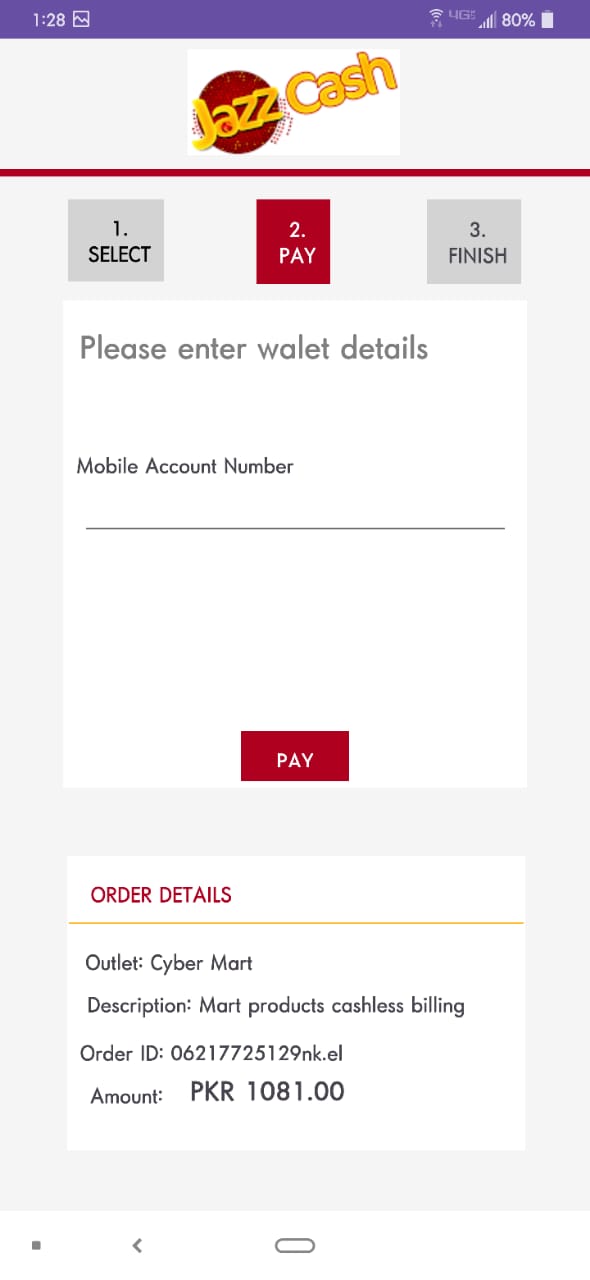 1:28 4GE 80%
Jazz Cash
1. 2. 3.
SELECT PAY FINISH
Please enter walet details
Mobile Account Number
PAY
ORDER DETAILS
Outlet: Cyber Mart
Description: Mart products cashless billing
Order ID: 06217725129nk.el
Amount: PKR 1081.00